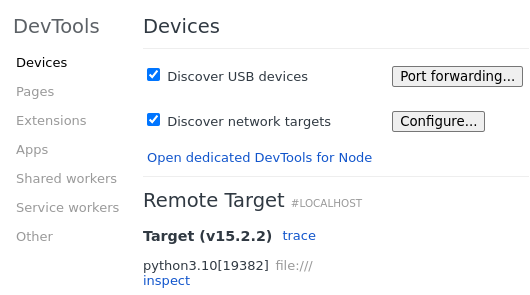 DevTools
Devices
Pages
Extensions
Apps
Shared workers
Service workers
Other
Devices
Discover USB devices
Port forwarding...
Discover network targets
Configure...
Open dedicated DevTools for Node
Remote Target #LOCALHOST
Target (v15.2.2) trace
python3.10[19382] file:///
inspect